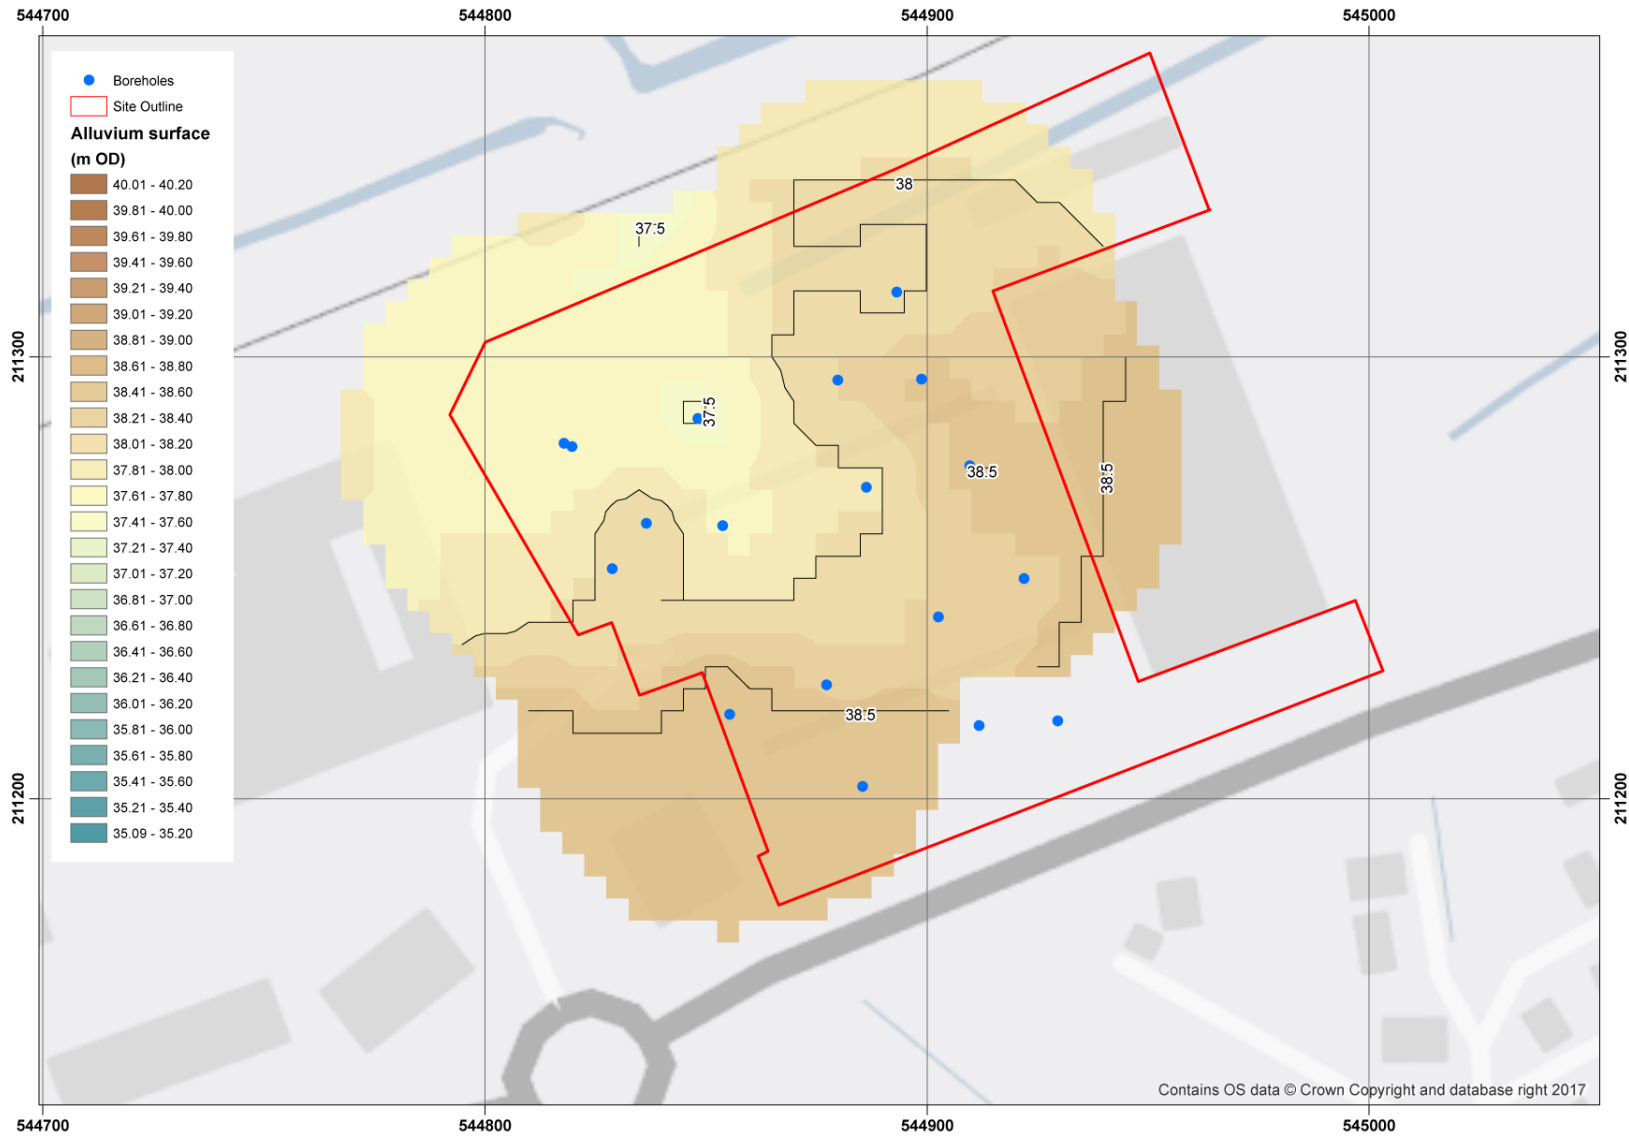 544700
544800
544900
545000
Boreholes
Site Outline
Alluvium surface
(m OD)
40.01 - 40.20
39.81 - 40.00
39.61 - 39.80
39.41 - 39.60
39.21 - 39.40
39.01 - 39.20
38.81 - 39.00
38.61 - 38.80
38.41 - 38.60
38.21 - 38.40
38.01 - 38.20
37.81 - 38.00
37.61 - 37.80
37.41 - 37.60
37.21 - 37.40
37.01 - 37.20
36.81 - 37.00
36.61 - 36.80
36.41 - 36.60
36.21 - 36.40
36.01 - 36.20
35.81 - 36.00
35.61 - 35.80
35.41 - 35.60
35.21 - 35.40
35.09 - 35.20
38
37.5
37.5
38.5
38.5
38.5
211300
211300
211200
211200
Contains OS data © Crown Copyright and database right 2017
544700
544800
544900
545000